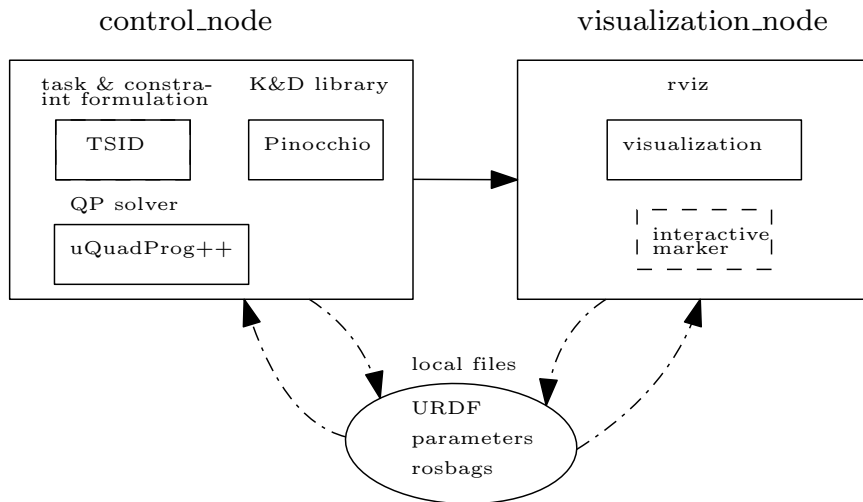 control_node
visualization_node
task & constra-
int formulation
K&D library
rviz
TSID
Pinocchio
visualization
QP solver
uQuadProg++
interactive
marker
local files
URDF
parameters
rosbags